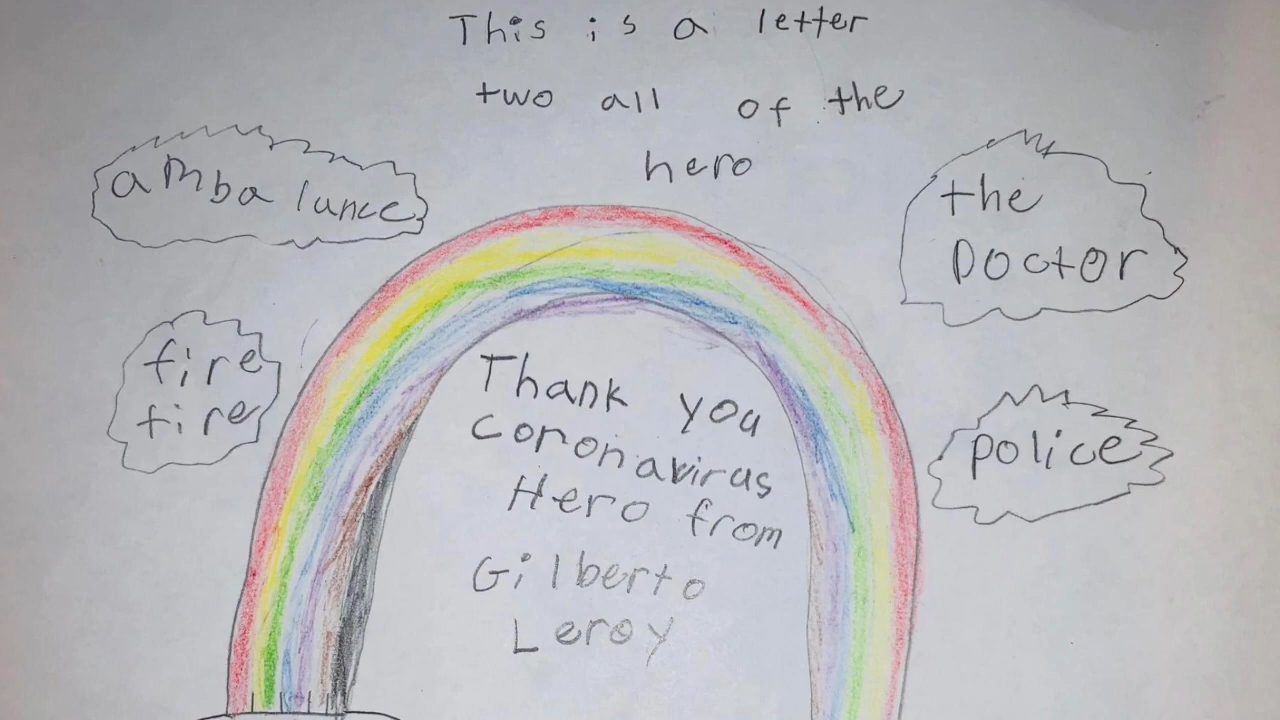 This is a letter
two all of the
hero
ambalance
the
Doctor
fire
fire
police
Thank you
coronavirus
Hero from
Gilberto
Leroy